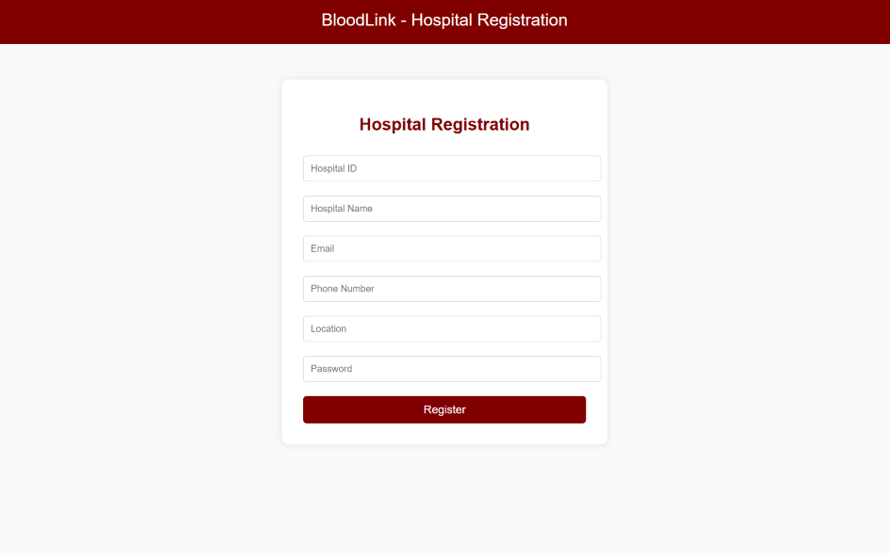 BloodLink - Hospital Registration
Hospital Registration
Hospital ID
Hospital Name
Email
Phone Number
Location
Password
Register